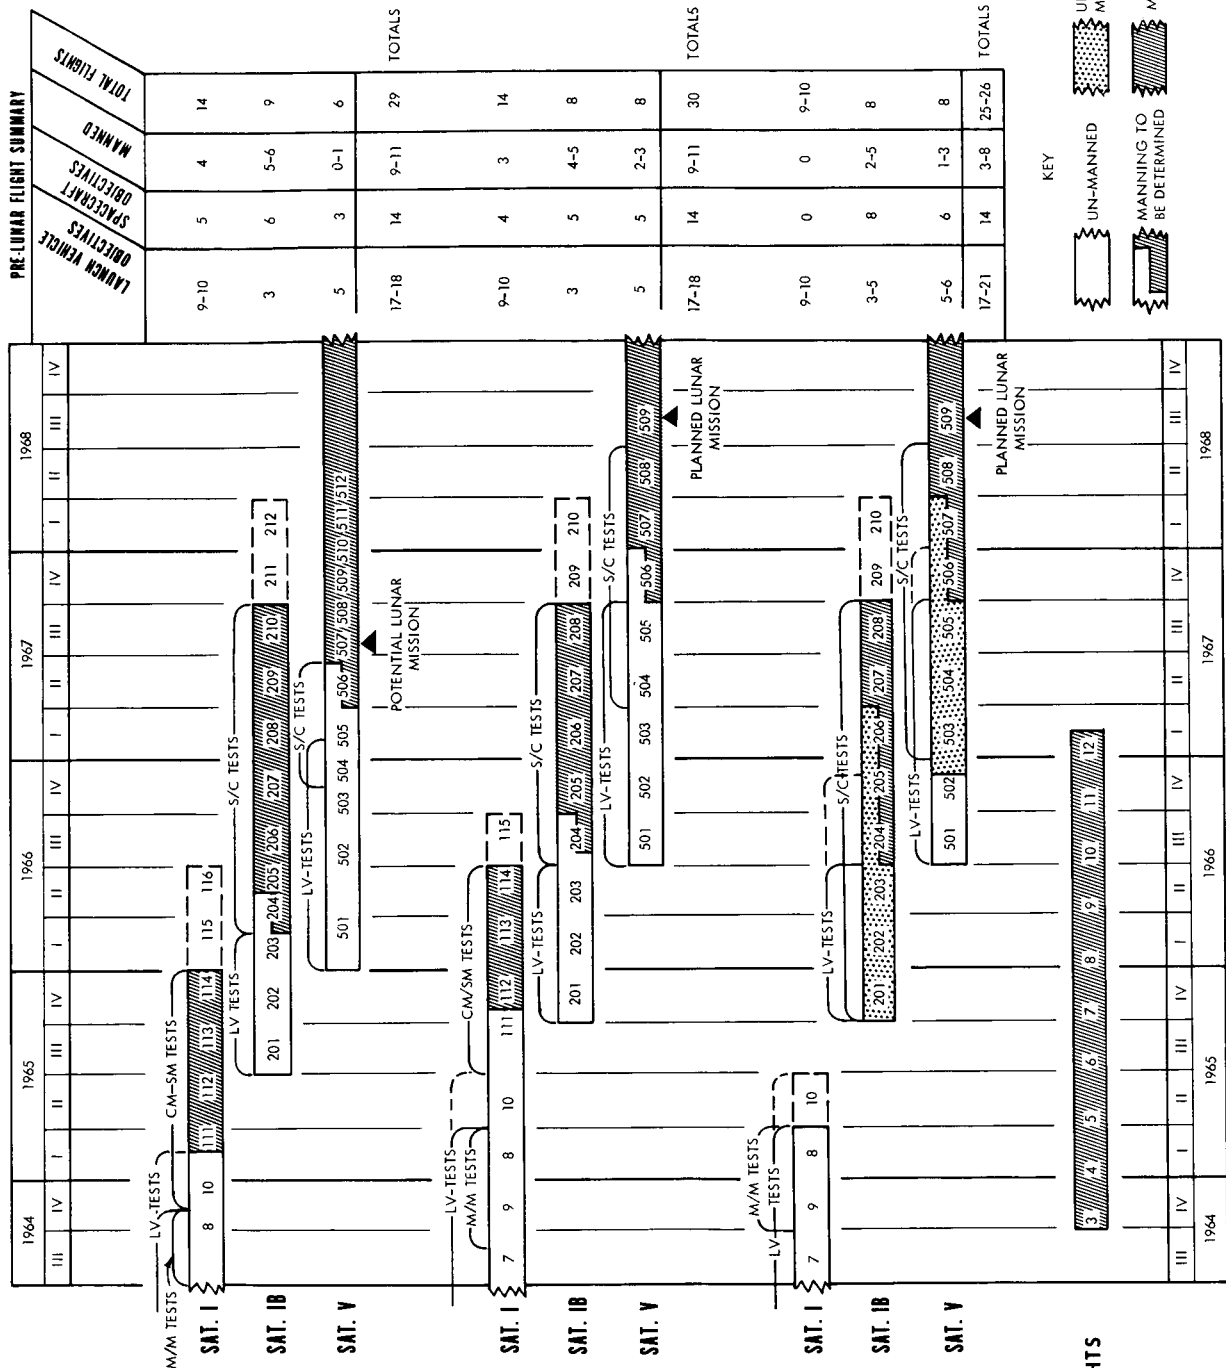 PRE-LUNAR FLIGHT SUMMARY
LAUNCH VEHICLE OBJECTIVES
SPACECRAFT OBJECTIVES
MANNED
TOTAL FLIGHTS
1964 1965 1966 1967 1968
III IV I II III IV I II III IV I II III IV I II III IV
M/M TESTS
LV-TESTS
CM-SM TESTS
SAT. I
8 10 111 112 113 114 115 116
9-10 5 4 14
LV TESTS
S/C TESTS
SAT. IB
201 202 203 204 205 206 207 208 209 210 211 212
3 6 5-6 9
LV-TESTS
S/C TESTS
SAT. V
501 502 503 504 505 506 507 508 509 510 511 512
5 3 0-1 6
POTENTIAL LUNAR
MISSION
17-18 14 9-11 29 TOTALS
LV-TESTS
M/M TESTS
CM/SM TESTS
SAT. I
7 9 8 10 111 112 113 114 115
9-10 4 3 14
LV-TESTS
S/C TESTS
SAT. IB
201 202 203 204 205 206 207 208 209 210
3 5 4-5 8
LV-TESTS
S/C TESTS
SAT. V
501 502 503 504 505 506 507 508 509
5 5 2-3 8
PLANNED LUNAR
MISSION
17-18 14 9-11 30 TOTALS
M/M TESTS
LV TESTS
SAT. I
7 9 8 10
9-10 0 0 9-10
LV-TESTS
S/C-TESTS
SAT. IB
201 202 203 204 205 206 207 208 209 210
3-5 8 2-5 8
LV-TESTS
S/C TESTS
SAT. V
501 502 503 504 505 506 507 508 509
5-6 6 1-3 8
PLANNED LUNAR
MISSION
17-21 14 3-8 25-26 TOTALS
KEY
UN-MANNED
MANNING TO
BE DETERMINED
3 4 5 6 7 8 9 10 11 12
III IV I II III IV I II III IV I II III IV I II III IV
1964 1965 1966 1967 1968